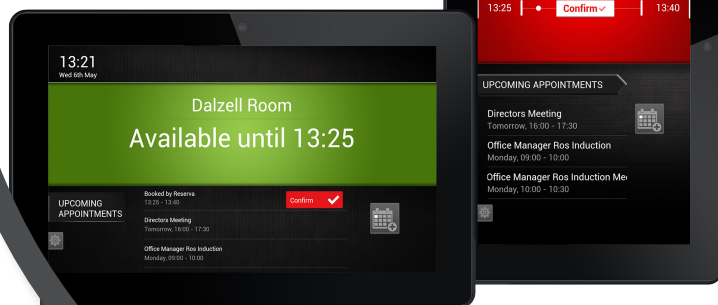 13:21
Wed 6th May
Dalzell Room
Available until 13:25
UPCOMING
APPOINTMENTS
Booked by Reserva
13:25 - 13:40
Confirm
Directors Meeting
Tomorrow, 16:00 - 17:30
Office Manager Ros Induction
Monday, 09:00 - 10:00
13:25
Confirm
13:40
UPCOMING APPOINTMENTS
Directors Meeting
Tomorrow, 16:00 - 17:30
Office Manager Ros Induction
Monday, 09:00 - 10:00
Office Manager Ros Induction
Monday, 10:00 - 10:30